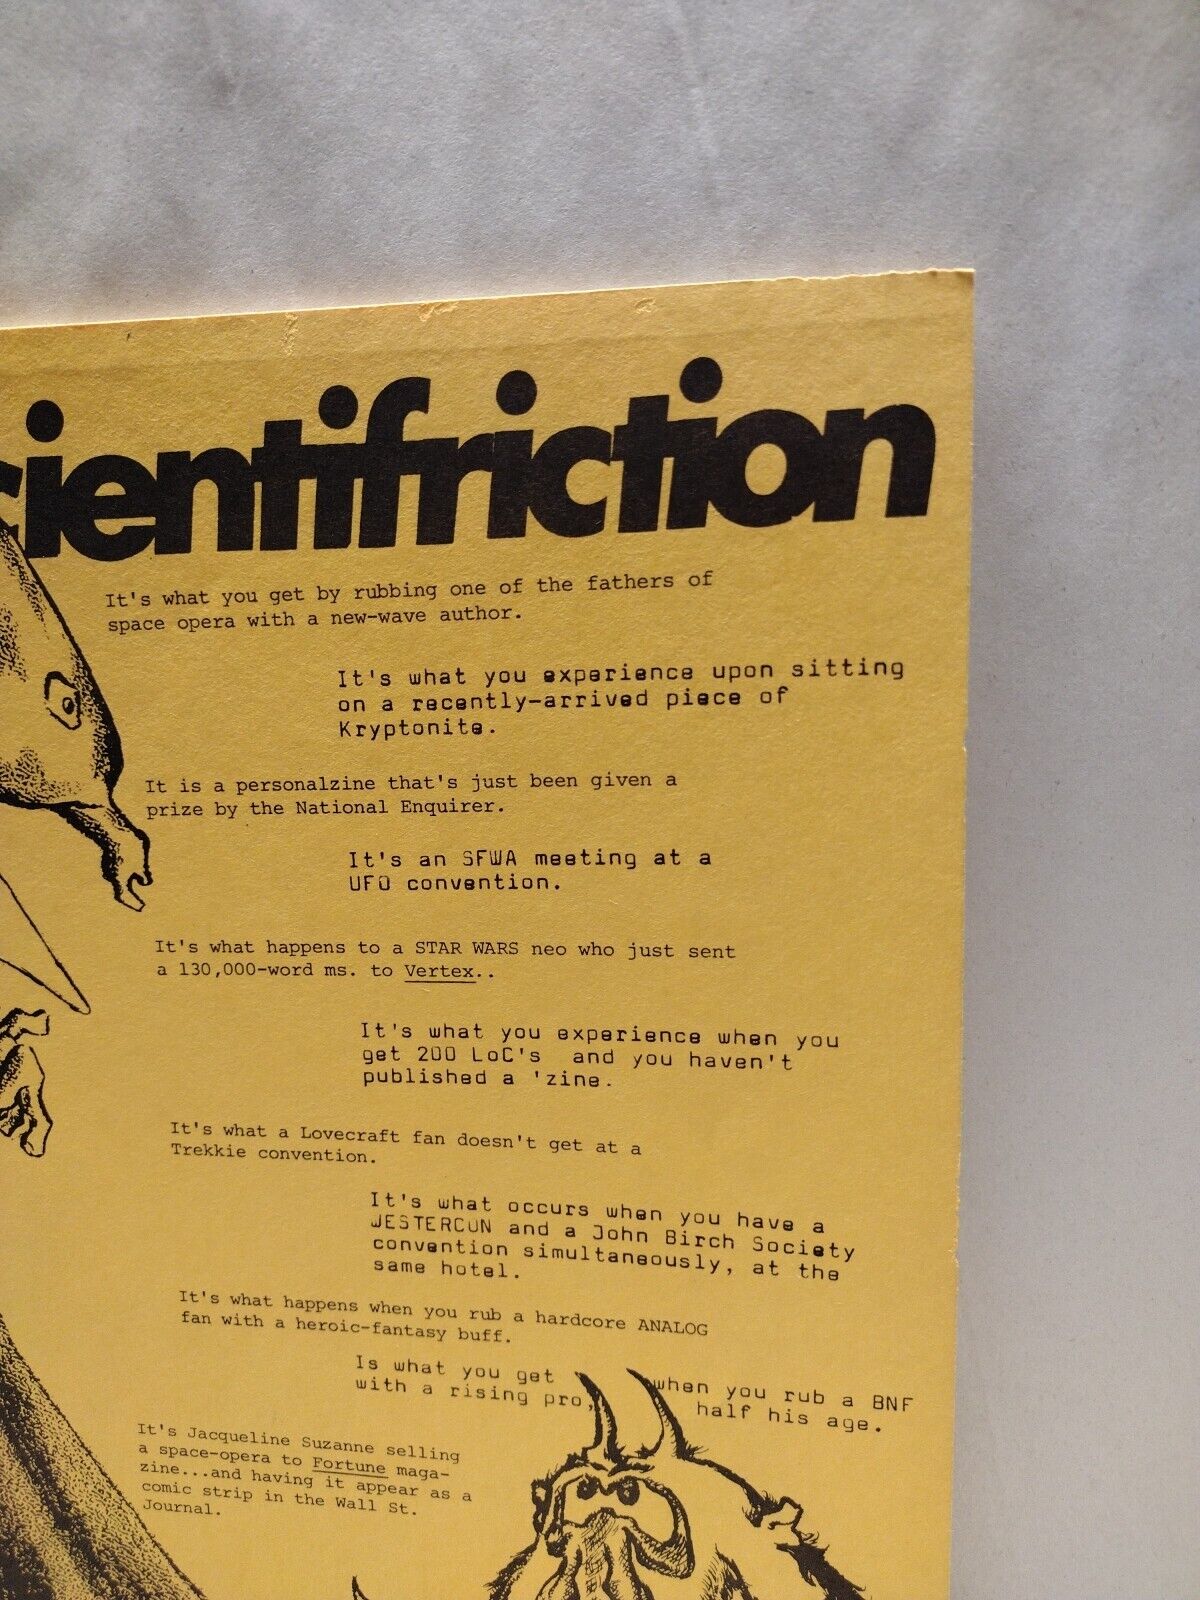 cientifriction
It's what you get by rubbing one of the fathers of
space opera with a new-wave author.
It's what you experience upon sitting
on a recently-arrived piece of
Kryptonite.
It is a personalzine that's just been given a
prize by the National Enquirer.
It's an SFWA meeting at a
UFO convention.
It's what happens to a STAR WARS neo who just sent
a 130,000-word ms. to Vertex..
It's what you experience when you
get 200 LoC's and you haven't
published a 'zine.
It's what a Lovecraft fan doesn't get at a
Trekkie convention.
It's what occurs when you have a
WESTERCON and a John Birch Society
convention simultaneously, at the
same hotel.
It's what happens when you rub a hardcore ANALOG
fan with a heroic-fantasy buff.
Is what you get when you rub a BNF
with a rising pro, half his age.
It's Jacqueline Suzanne selling
a space-opera to Fortune maga-
zine...and having it appear as a
comic strip in the Wall St.
Journal.